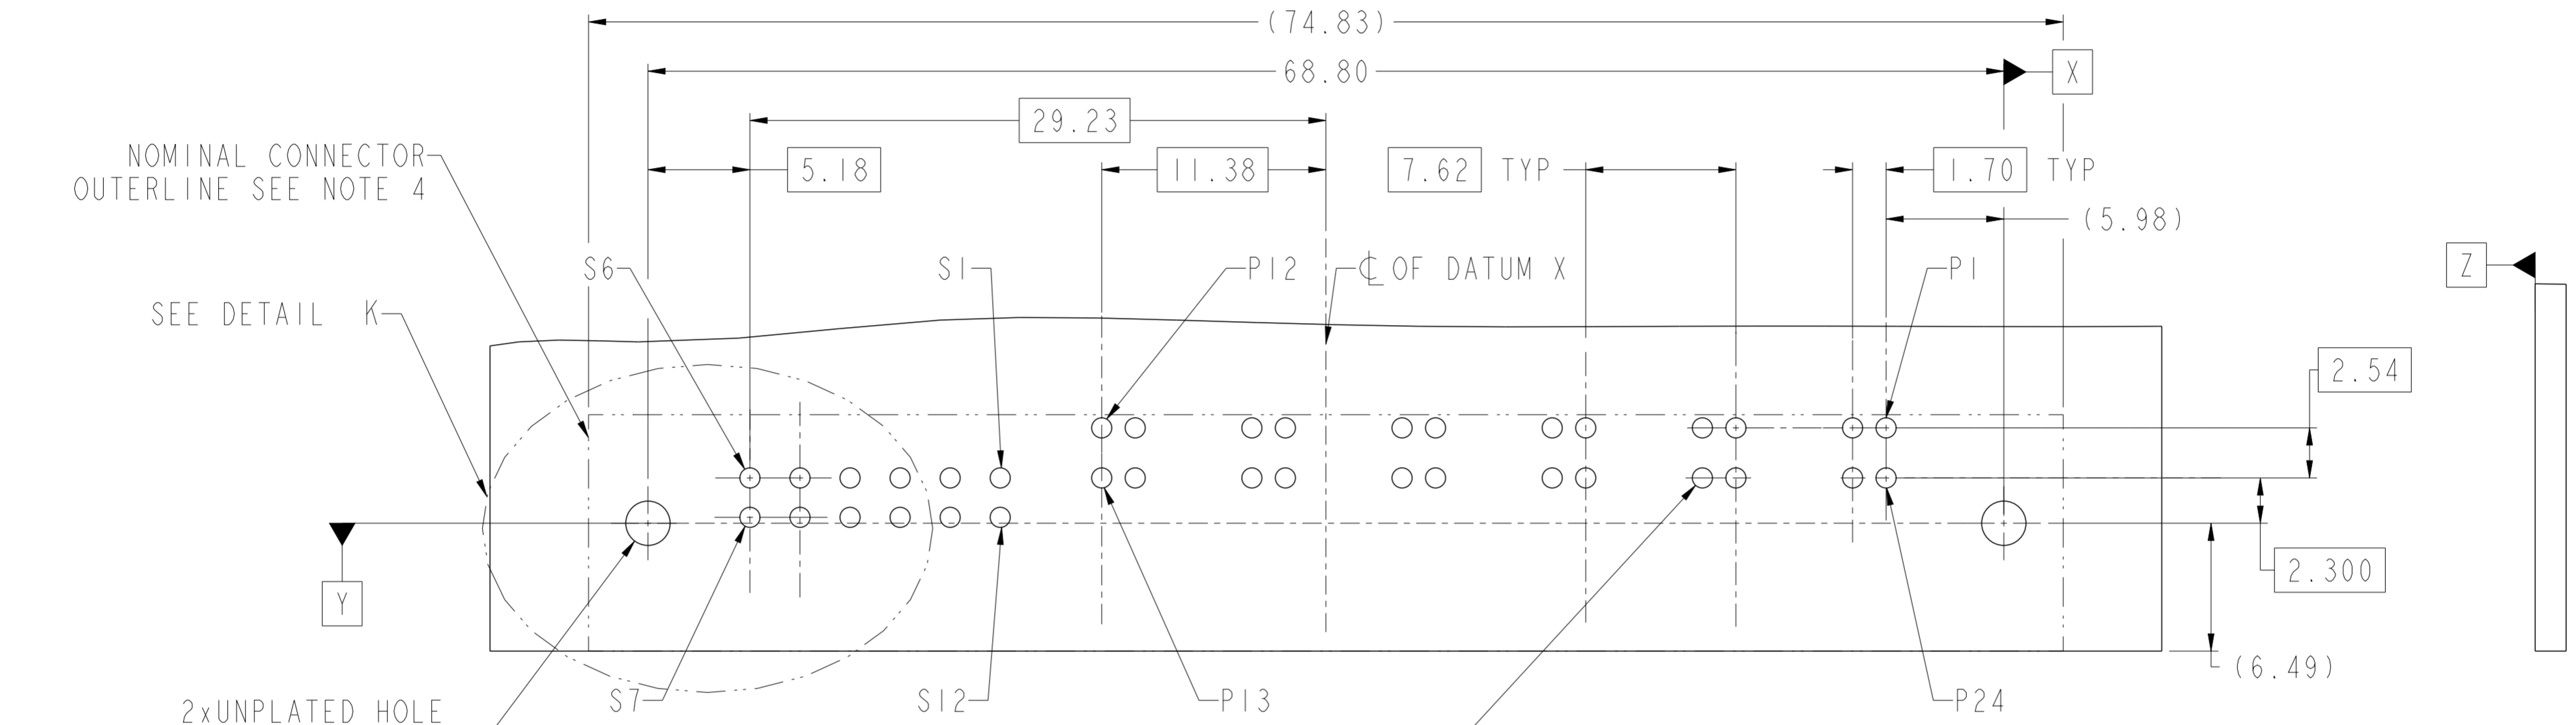 (74.83)
68.80
X
29.23
NOMINAL CONNECTOR
OUTERLINE SEE NOTE 4
5.18
11.38
7.62 TYP
1.70 TYP
(5.98)
S6
S1
P12
℄ OF DATUM X
P1
Z
SEE DETAIL K
2.54
2.300
Y
(6.49)
S7
S12
P13
P24
2xUNPLATED HOLE